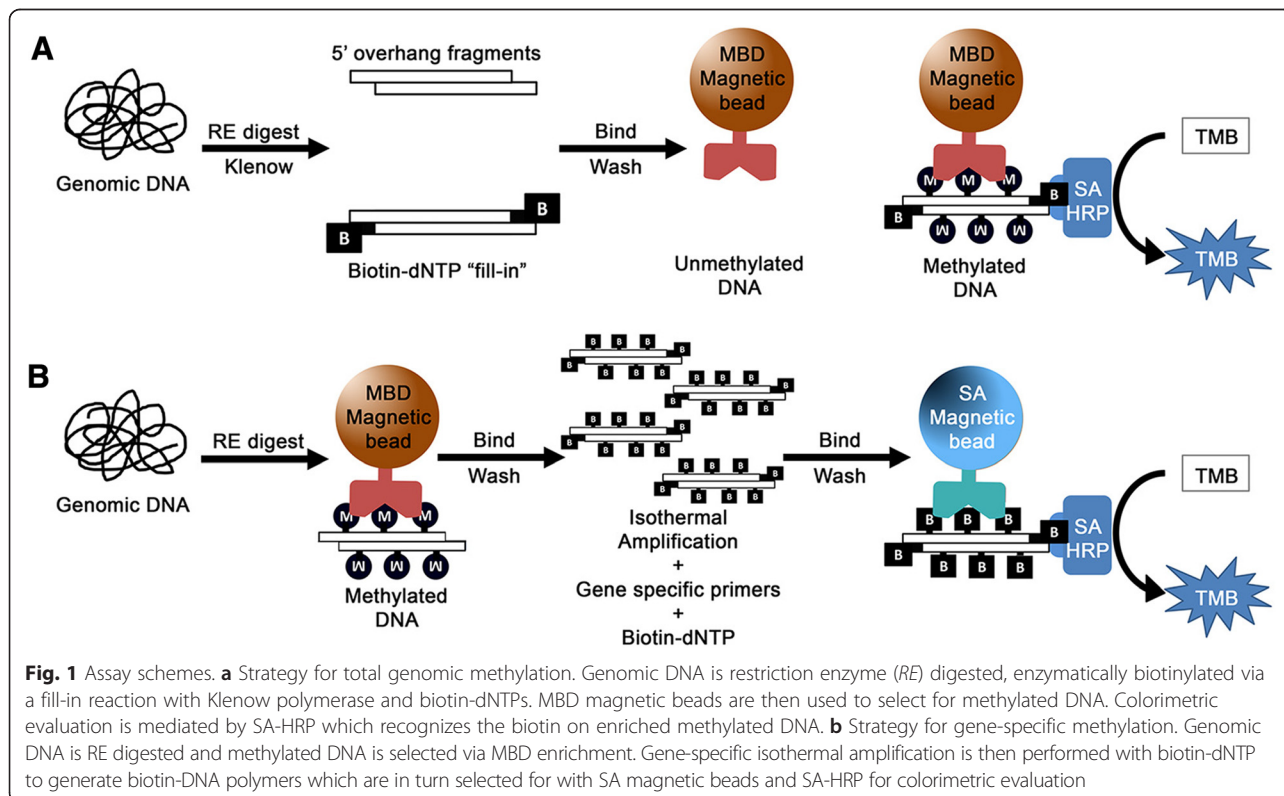 A
5' overhang fragments
Genomic DNA
RE digest
Klenow
B
B
Biotin-dNTP "fill-in"
Bind
Wash
MBD
Magnetic
bead
Unmethylated
DNA
MBD
Magnetic
bead
M M M
B
B
M M M
SA
HRP
Methylated
DNA
TMB
TMB
B
Genomic DNA
RE digest
MBD
Magnetic
bead
M M M
M M M
Methylated
DNA
Bind
Wash
B B B B
B B B B
B B B B
B B B B
B B B B
B B B B
B B B B
B B B B
Isothermal
Amplification
+
Gene specific primers
+
Biotin-dNTP
Bind
Wash
SA
Magnetic
bead
B B B B
B B B B
SA
HRP
TMB
TMB
Fig. 1 Assay schemes. a Strategy for total genomic methylation. Genomic DNA is restriction enzyme (RE) digested, enzymatically biotinylated via
a fill-in reaction with Klenow polymerase and biotin-dNTPs. MBD magnetic beads are then used to select for methylated DNA. Colorimetric
evaluation is mediated by SA-HRP which recognizes the biotin on enriched methylated DNA. b Strategy for gene-specific methylation. Genomic
DNA is RE digested and methylated DNA is selected via MBD enrichment. Gene-specific isothermal amplification is then performed with biotin-dNTP
to generate biotin-DNA polymers which are in turn selected for with SA magnetic beads and SA-HRP for colorimetric evaluation